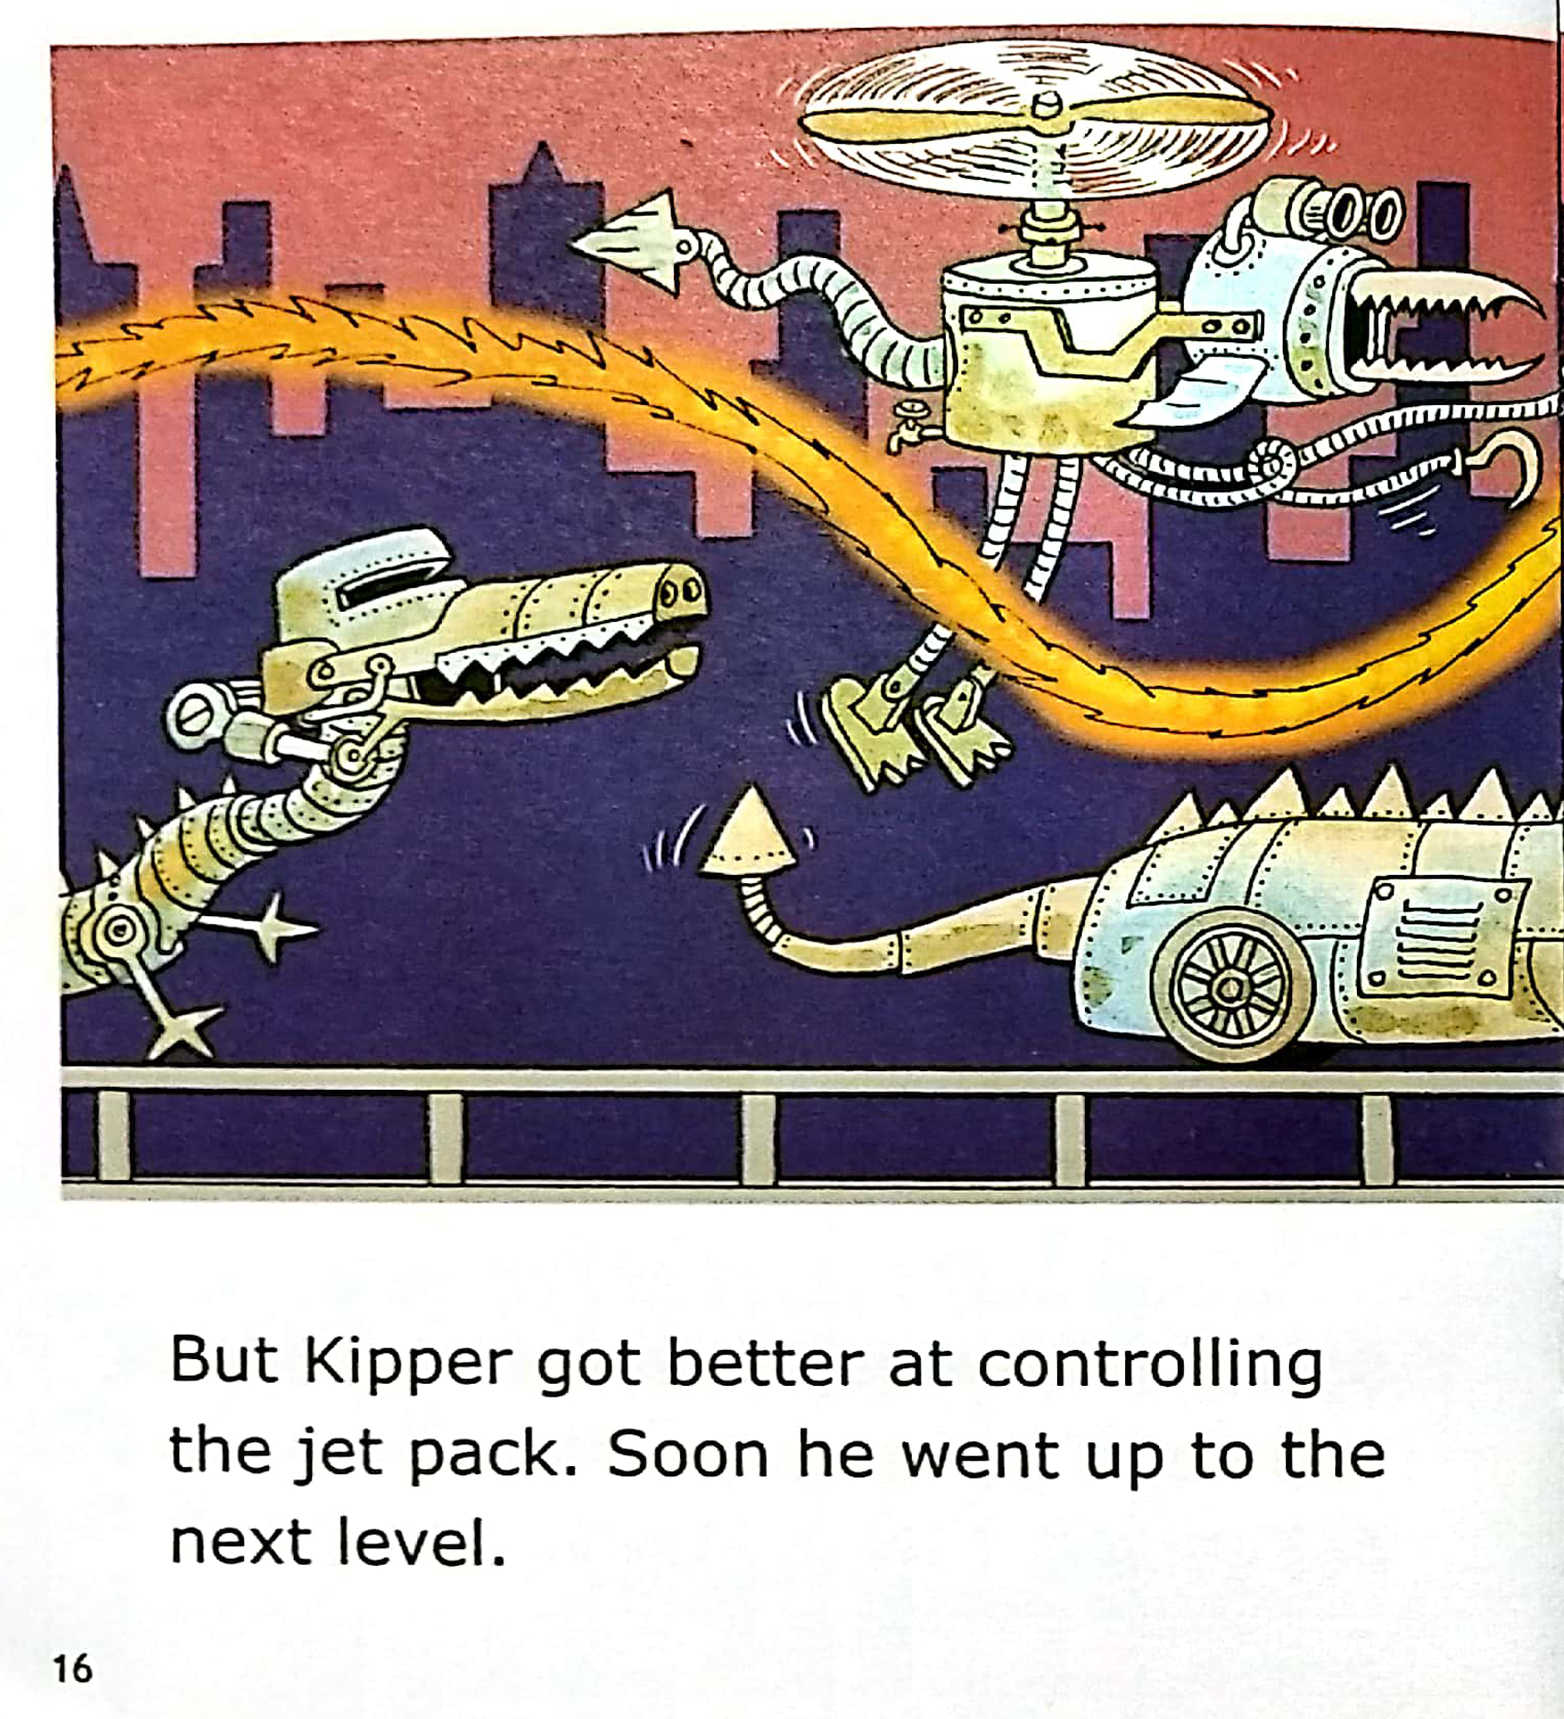 But Kipper got better at controlling
the jet pack. Soon he went up to the
next level.
16